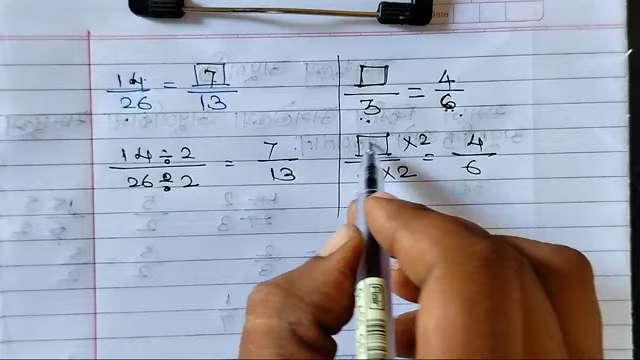 14/26 = 7/13
14÷2/26÷2 = 7/13
□/3 = 4/6
□×2/ ×2 = 4/6